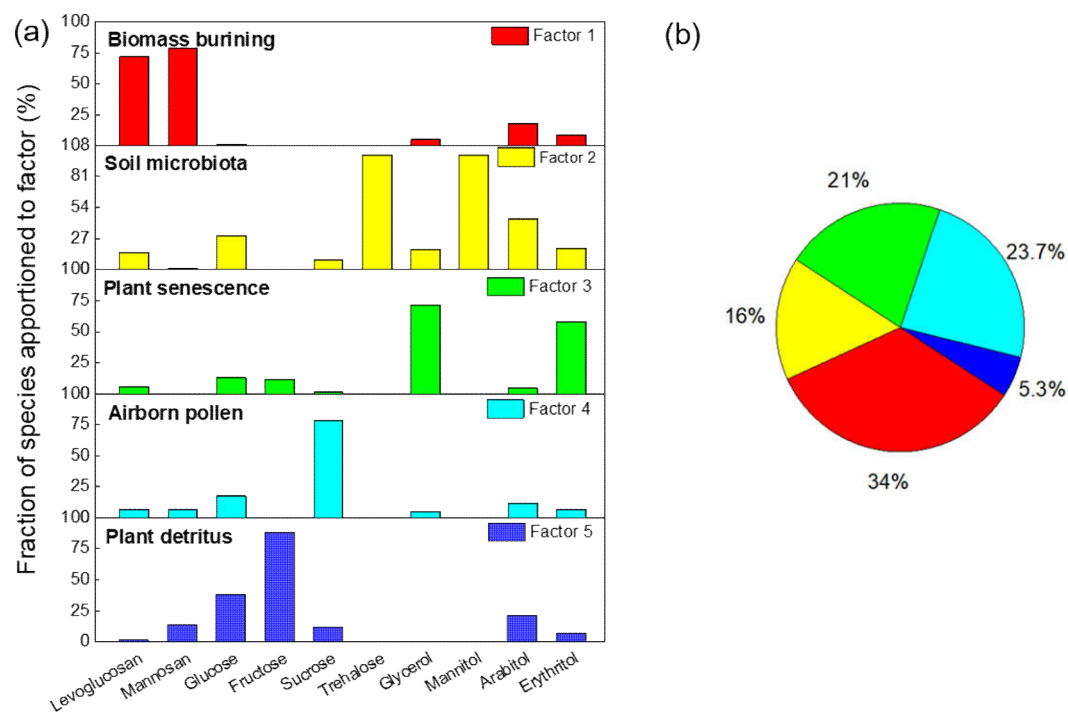 (a)
Fraction of species apportioned to factor (%)
100
75
50
25
Biomass burining
Factor 1
108
81
54
27
Soil microbiota
Factor 2
100
75
50
25
Plant senescence
Factor 3
100
75
50
25
Airborn pollen
Factor 4
100
75
50
25
0
Plant detritus
Factor 5
Levoglucosan
Mannosan
Glucose
Fructose
Sucrose
Trehalose
Glycerol
Mannitol
Arabitol
Erythritol
(b)
21%
23.7%
16%
5.3%
34%